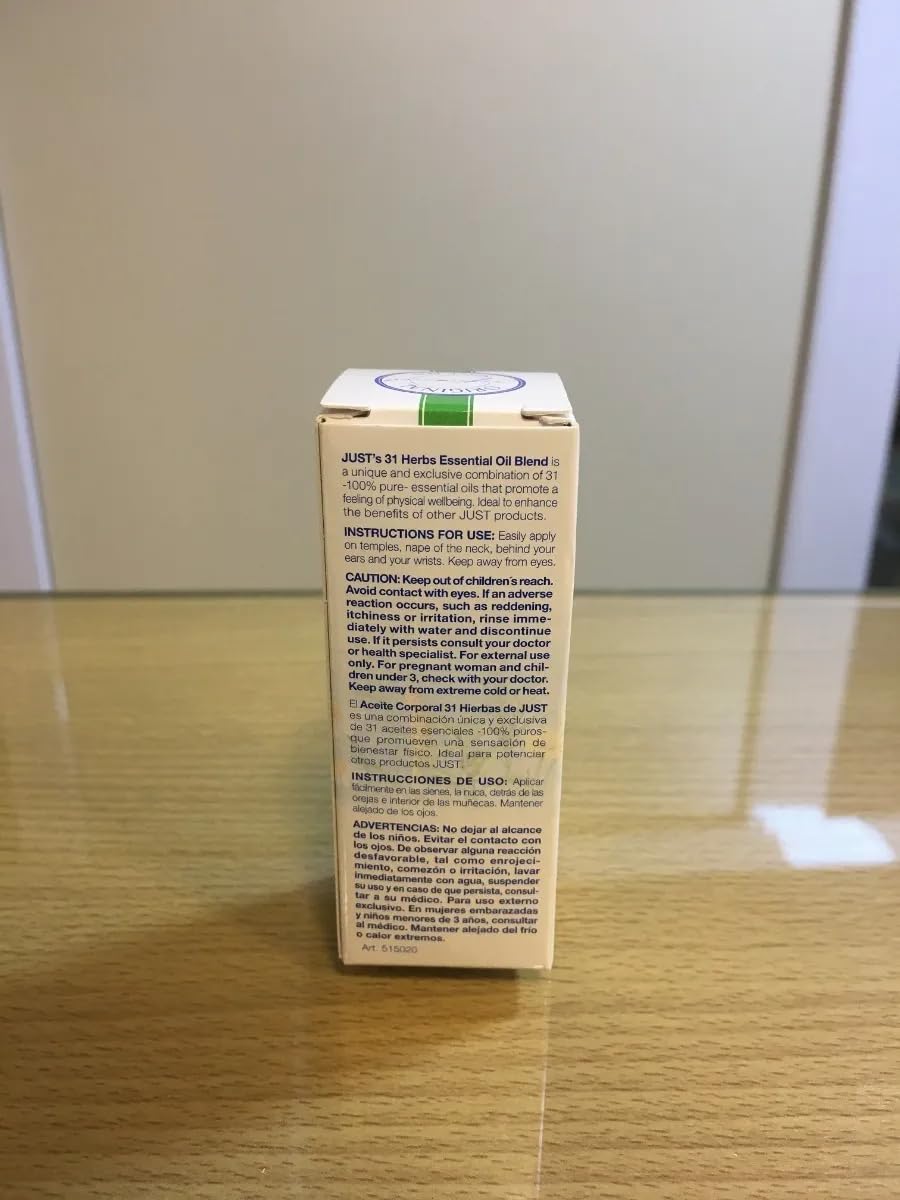 ORIGINAL
JUST's 31 Herbs Essential Oil Blend is
a unique and exclusive combination of 31
-100% pure- essential oils that promote a
feeling of physical wellbeing. Ideal to enhance
the benefits of other JUST products.
INSTRUCTIONS FOR USE: Easily apply
on temples, nape of the neck, behind your
ears and your wrists. Keep away from eyes.
CAUTION: Keep out of children´s reach.
Avoid contact with eyes. If an adverse
reaction occurs, such as reddening,
itchiness or irritation, rinse imme-
diately with water and discontinue
use. If it persists consult your doctor
or health specialist. For external use
only. For pregnant woman and chil-
dren under 3, check with your doctor.
Keep away from extreme cold or heat.
El Aceite Corporal 31 Hierbas de JUST
es una combinación única y exclusiva
de 31 aceites esenciales -100% puros-
que promueven una sensación de
bienestar físico. Ideal para potenciar
otros productos JUST.
INSTRUCCIONES DE USO: Aplicar
fácilmente en las sienes, la nuca, detrás de las
orejas e interior de las muñecas. Mantener
alejado de los ojos.
ADVERTENCIAS: No dejar al alcance
de los niños. Evitar el contacto con
los ojos. De observar alguna reacción
desfavorable, tal como enrojeci-
miento, comezón o irritación, lavar
inmediatamente con agua, suspender
su uso y en caso de que persista, consul-
tar a su médico. Para uso externo
exclusivo. En mujeres embarazadas
y niños menores de 3 años, consultar
al médico. Mantener alejado del frío
o calor extremos.
Art. 515020